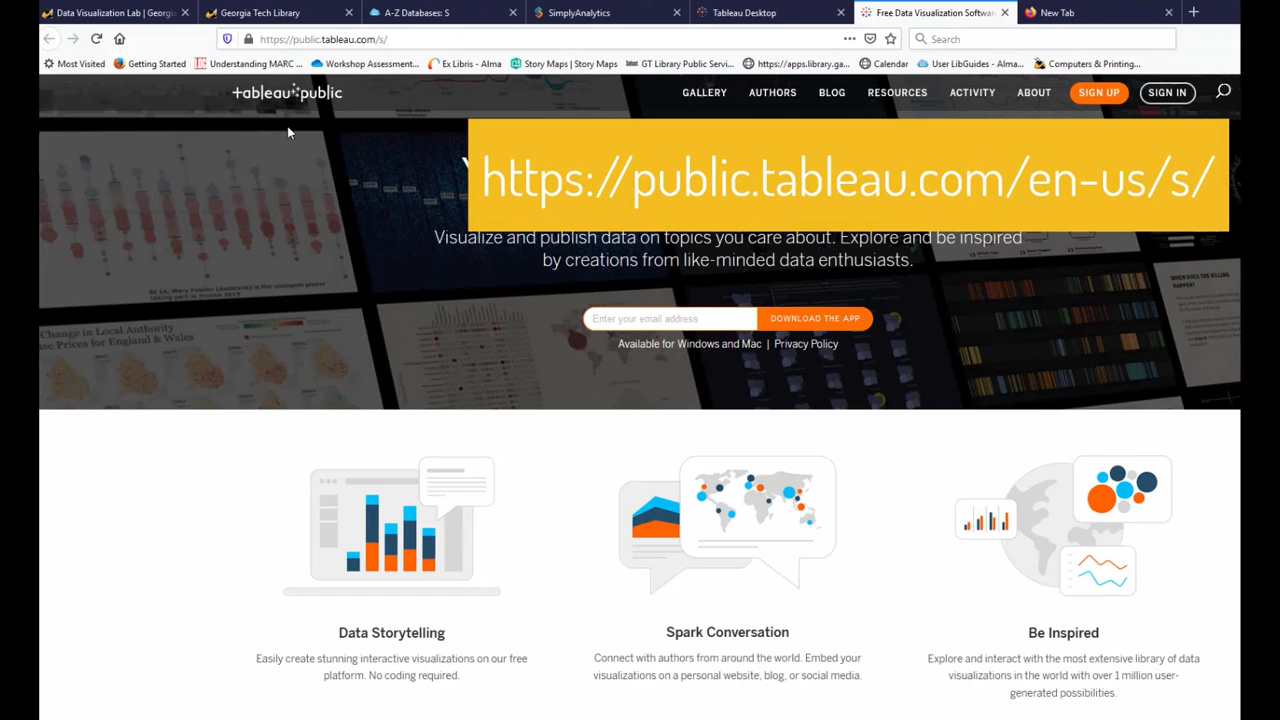 Data Visualization Lab | Georgi
Georgia Tech Library
A-Z Databases: S
SimplyAnalytics
Tableau Desktop
Free Data Visualization Softwar
New Tab
https://public.tableau.com/s/
Search
Most Visited
Getting Started
Understanding MARC ...
Workshop Assessment...
Ex Libris - Alma
Story Maps | Story Maps
GT Library Public Servic...
https://apps.library.ga...
Calendar
User LibGuides - Alma...
Computers & Printing...
+ableau public
GALLERY
AUTHORS
BLOG
RESOURCES
ACTIVITY
ABOUT
SIGN UP
SIGN IN
https://public.tableau.com/en-us/s/
Visualize and publish data on topics you care about. Explore and be inspired
by creations from like-minded data enthusiasts.
Enter your email address
DOWNLOAD THE APP
Available for Windows and Mac | Privacy Policy
Change in Local Authority
se Prices for England & Wales
WHEN DOES THE KILLING
HAPPEN?
Data Storytelling
Easily create stunning interactive visualizations on our free
platform. No coding required.
Spark Conversation
Connect with authors from around the world. Embed your
visualizations on a personal website, blog, or social media.
Be Inspired
Explore and interact with the most extensive library of data
visualizations in the world with over 1 million user-
generated possibilities.